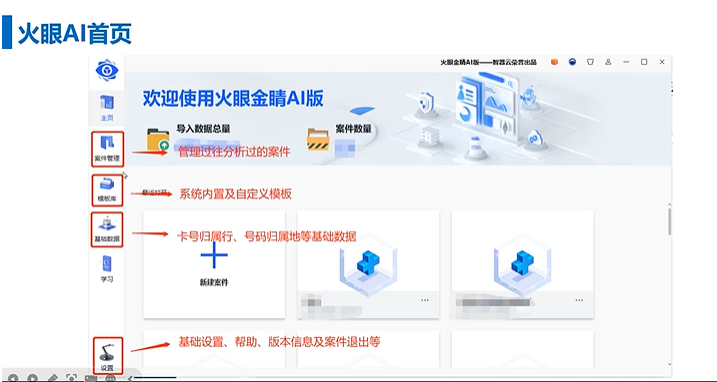 火眼AI首页
火眼金睛AI版——智器云荣誉出品
主页
欢迎使用火眼金睛AI版
导入数据总量
案件数量
案件管理
管理过往分析过的案件
模板库
系统内置及自定义模板
最近打开
基础数据
卡号归属行、号码归属地等基础数据
学习
新建案件
设置
基础设置、帮助、版本信息及案件退出等